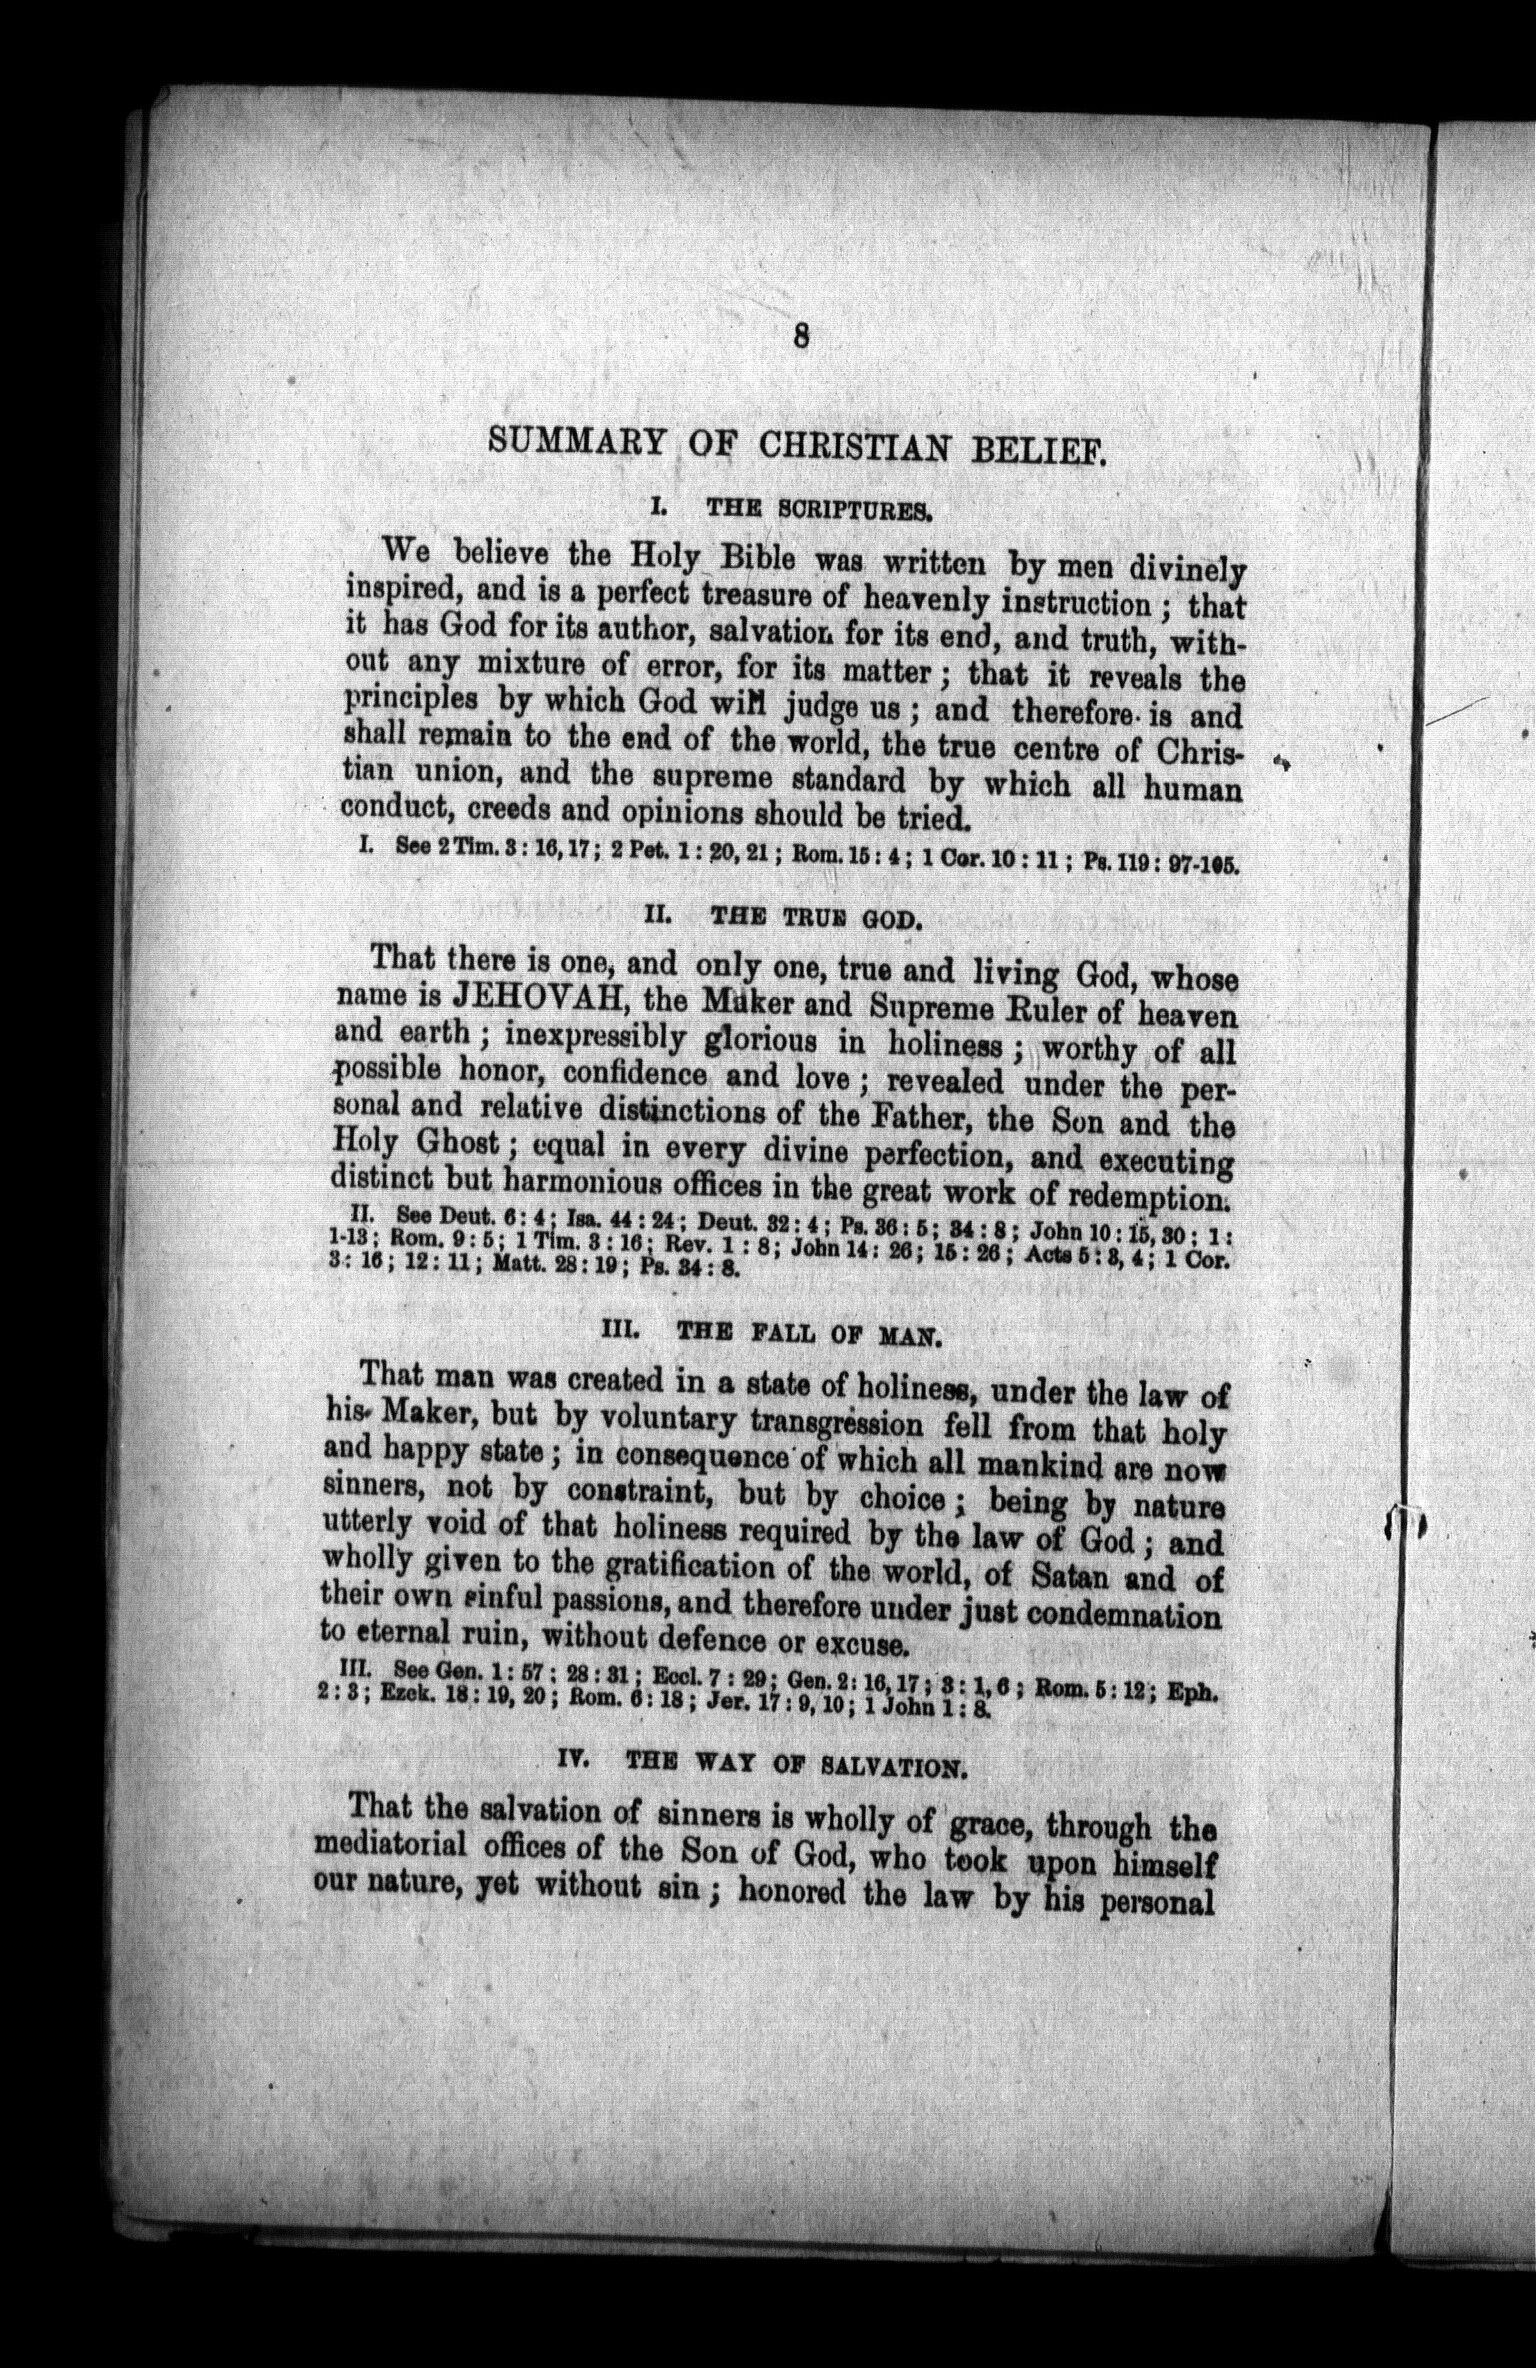 8
SUMMARY OF CHRISTIAN BELIEF.
I. THE SCRIPTURES.
We believe the Holy Bible was written by men divinely
inspired, and is a perfect treasure of heavenly instruction ; that
it has God for its author, salvation for its end, and truth, with-
out any mixture of error, for its matter ; that it reveals the
principles by which God will judge us ; and therefore is and
shall remain to the end of the world, the true centre of Chris-
tian union, and the supreme standard by which all human
conduct, creeds and opinions should be tried.
I. See 2 Tim. 3 : 16, 17 ; 2 Pet. 1 : 20, 21 ; Rom. 15 : 4 ; 1 Cor. 10 : 11 ; Ps. 119 : 97-105.
II. THE TRUE GOD.
That there is one, and only one, true and living God, whose
name is JEHOVAH, the Maker and Supreme Ruler of heaven
and earth ; inexpressibly glorious in holiness ; worthy of all
possible honor, confidence and love ; revealed under the per-
sonal and relative distinctions of the Father, the Son and the
Holy Ghost ; equal in every divine perfection, and executing
distinct but harmonious offices in the great work of redemption.
II. See Deut. 6 : 4 ; Isa. 44 : 24 ; Deut. 32 : 4 ; Ps. 36 : 5 ; 34 : 8 ; John 10 : 15, 30 ; 1 :
1-13 ; Rom. 9 : 5 ; 1 Tim. 3 : 16 ; Rev. 1 : 8 ; John 14 : 26 ; 15 : 26 ; Acts 5 : 3, 4 ; 1 Cor.
3 : 16 ; 12 : 11 ; Matt. 28 : 19 ; Ps. 34 : 8.
III. THE FALL OF MAN.
That man was created in a state of holiness, under the law of
his Maker, but by voluntary transgression fell from that holy
and happy state ; in consequence of which all mankind are now
sinners, not by constraint, but by choice ; being by nature
utterly void of that holiness required by the law of God ; and
wholly given to the gratification of the world, of Satan and of
their own sinful passions, and therefore under just condemnation
to eternal ruin, without defence or excuse.
III. See Gen. 1 : 57 ; 28 : 31 ; Eccl. 7 : 29 ; Gen. 2 : 16, 17 ; 3 : 1, 6 ; Rom. 5 : 12 ; Eph.
2 : 3 ; Ezek. 18 : 19, 20 ; Rom. 6 : 18 ; Jer. 17 : 9, 10 ; 1 John 1 : 8.
IV. THE WAY OF SALVATION.
That the salvation of sinners is wholly of grace, through the
mediatorial offices of the Son of God, who took upon himself
our nature, yet without sin ; honored the law by his personal